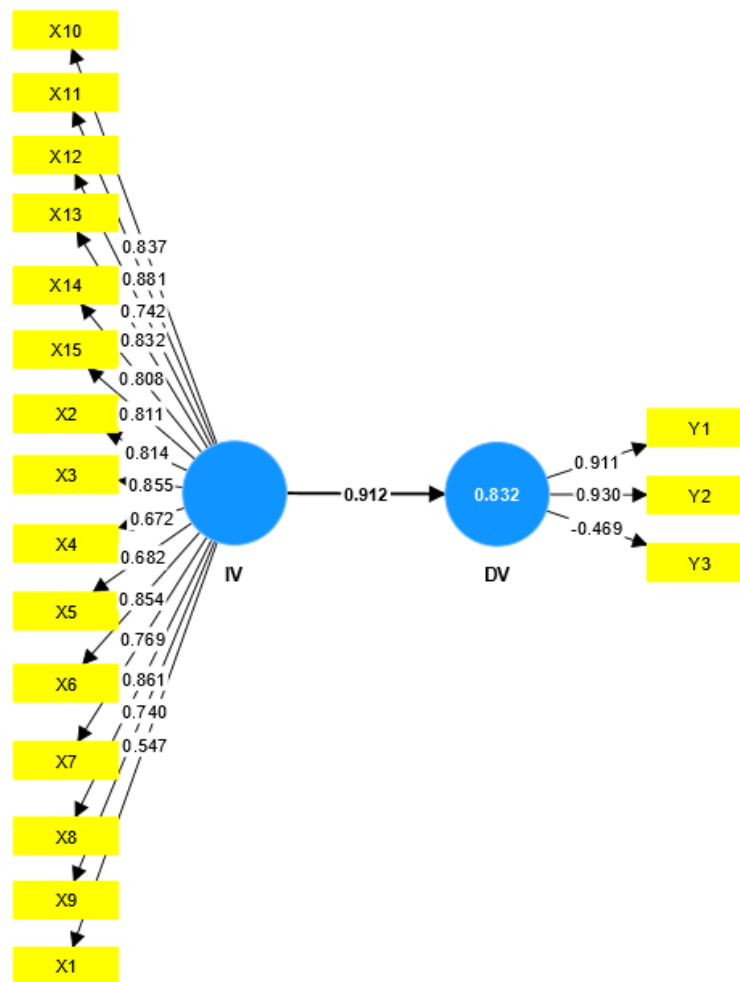 X10
X11
X12
X13
X14
X15
X2
X3
X4
X5
X6
X7
X8
X9
X1
0.837
0.881
0.742
0.832
0.808
0.811
0.814
0.855
0.672
0.682
0.854
0.769
0.861
0.740
0.547
IV
0.912
0.832
DV
0.911
0.930
-0.469
Y1
Y2
Y3